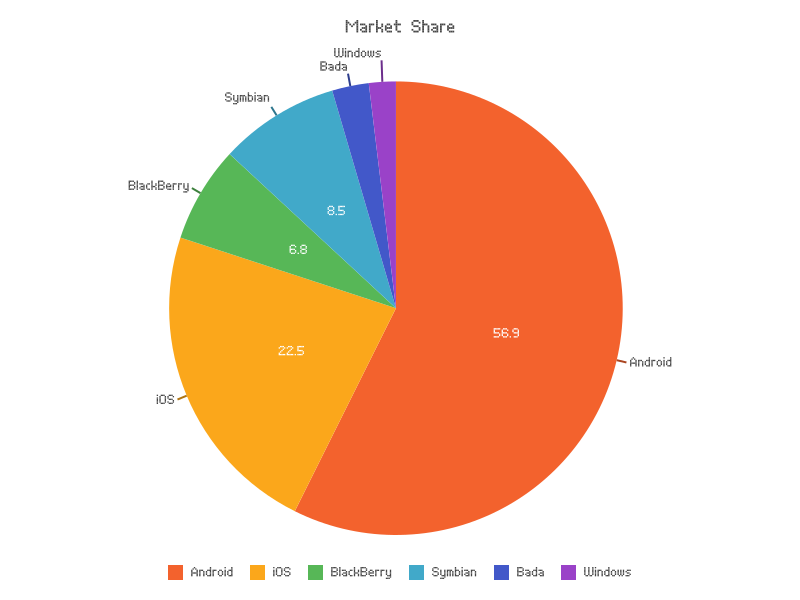 Market Share
Windows
Bada
Symbian
BlackBerry
8.5
6.8
56.9
22.5
Android
iOS
Android iOS BlackBerry Symbian Bada Windows